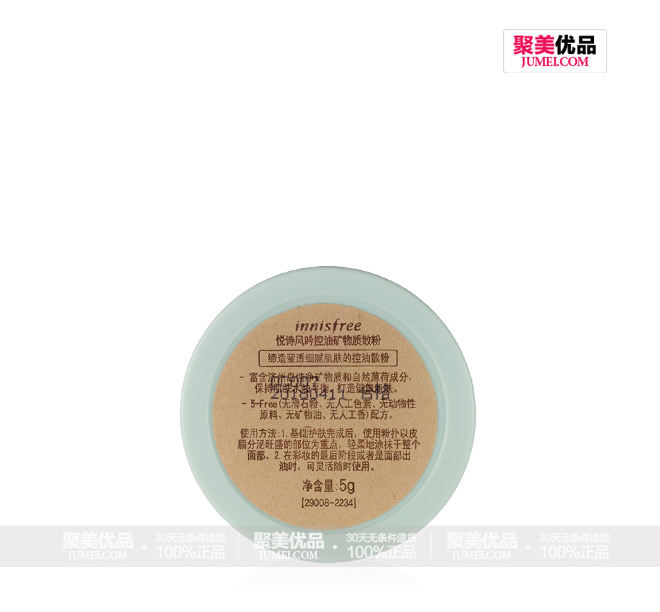 聚美优品
JUMEI.COM
innisfree
悦诗风吟控油矿物质散粉
缔造莹透细腻肌肤的控油散粉
- 富含济州岛纯净矿物质和自然薄荷成分,
保持
20180411 合格
- 5-Free(无滑石粉、无人工色素、无动物性
原料、无矿物油、无人工香)配方。
使用方法:1.基础护肤完成后，使用粉扑以皮
脂分泌旺盛的部位为重点，轻柔地涂抹于整个
面部。2.在彩妆的最后阶段或者是面部出
油时，可灵活随时使用。
净含量:5g
[29008-2234]
聚美优品 · 30天无条件退货 聚美优品 · 30天无条件退货 聚美优品 · 30天无条件退货
JUMEI.COM 100%正品 JUMEI.COM 100%正品 JUMEI.COM 100%正品